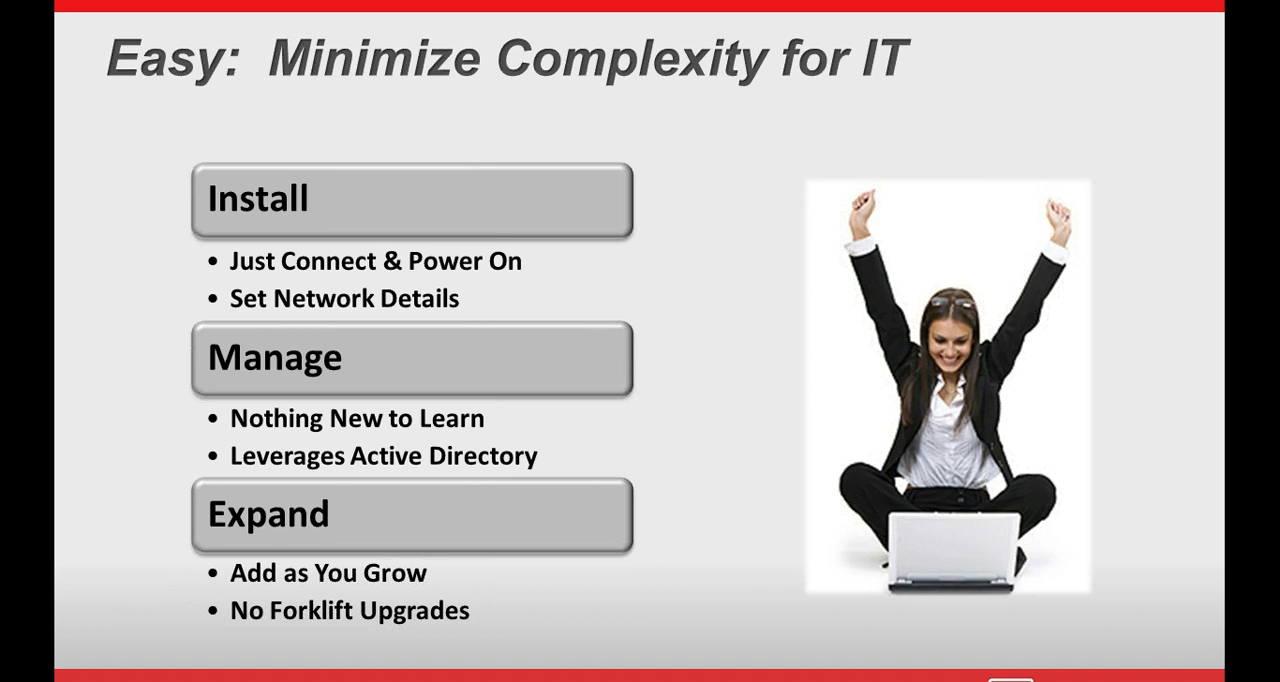 Easy: Minimize Complexity for IT
Install
• Just Connect & Power On
• Set Network Details
Manage
• Nothing New to Learn
• Leverages Active Directory
Expand
• Add as You Grow
• No Forklift Upgrades